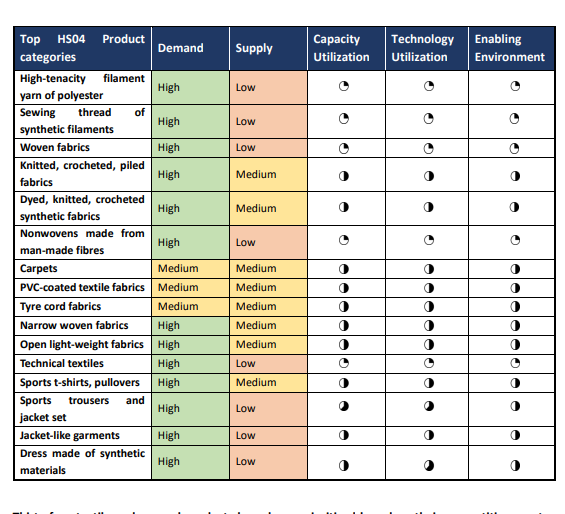 Top HS04 Product categories Demand Supply Capacity Utilization Technology Utilization Enabling Environment
High-tenacity filament yarn of polyester High Low
Sewing thread of synthetic filaments High Low
Woven fabrics High Low
Knitted, crocheted, piled fabrics High Medium
Dyed, knitted, crocheted synthetic fabrics High Medium
Nonwovens made from man-made fibres High Low
Carpets Medium Medium
PVC-coated textile fabrics Medium Medium
Tyre cord fabrics Medium Medium
Narrow woven fabrics High Medium
Open light-weight fabrics High Medium
Technical textiles High Low
Sports t-shirts, pullovers High Medium
Sports trousers and jacket set High Low
Jacket-like garments High Low
Dress made of synthetic materials High Low